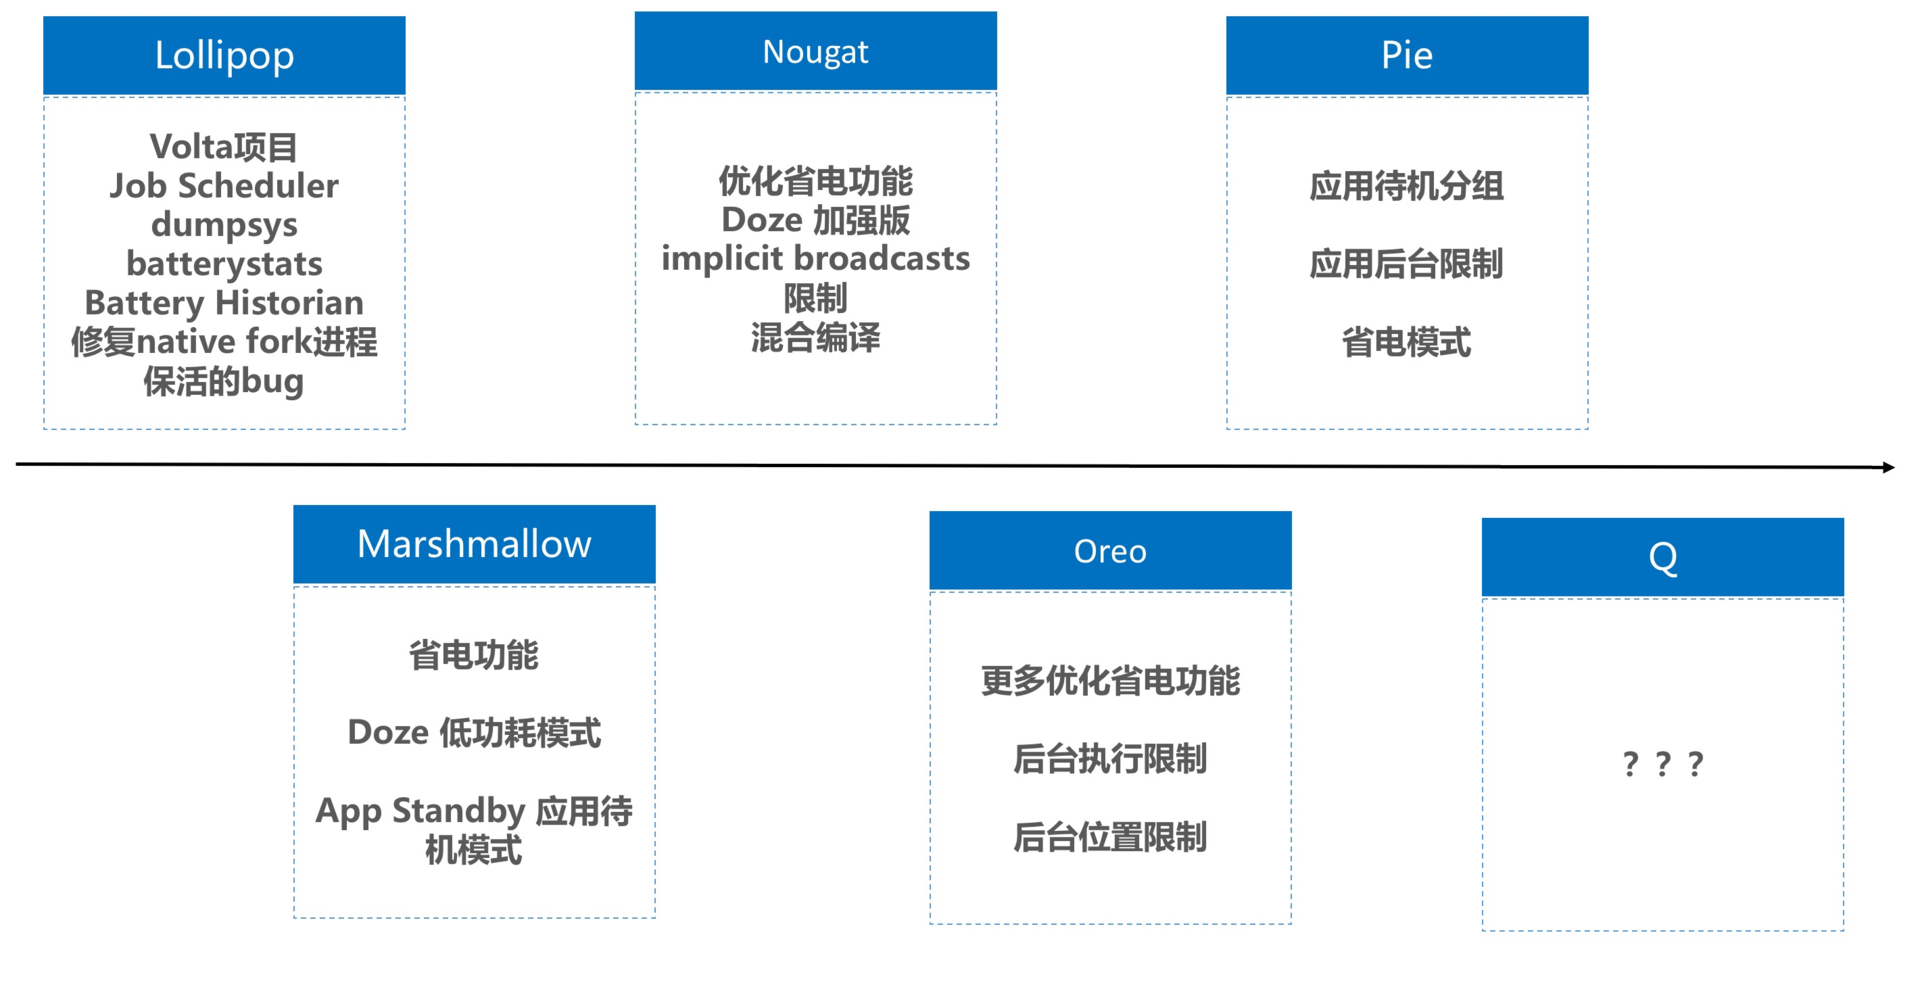 Lollipop
Volta项目
Job Scheduler
dumpsys
batterystats
Battery Historian
修复native fork进程
保活的bug
Nougat
优化省电功能
Doze 加强版
implicit broadcasts
限制
混合编译
Pie
应用待机分组
应用后台限制
省电模式
Marshmallow
省电功能
Doze 低功耗模式
App Standby 应用待
机模式
Oreo
更多优化省电功能
后台执行限制
后台位置限制
Q
？？？